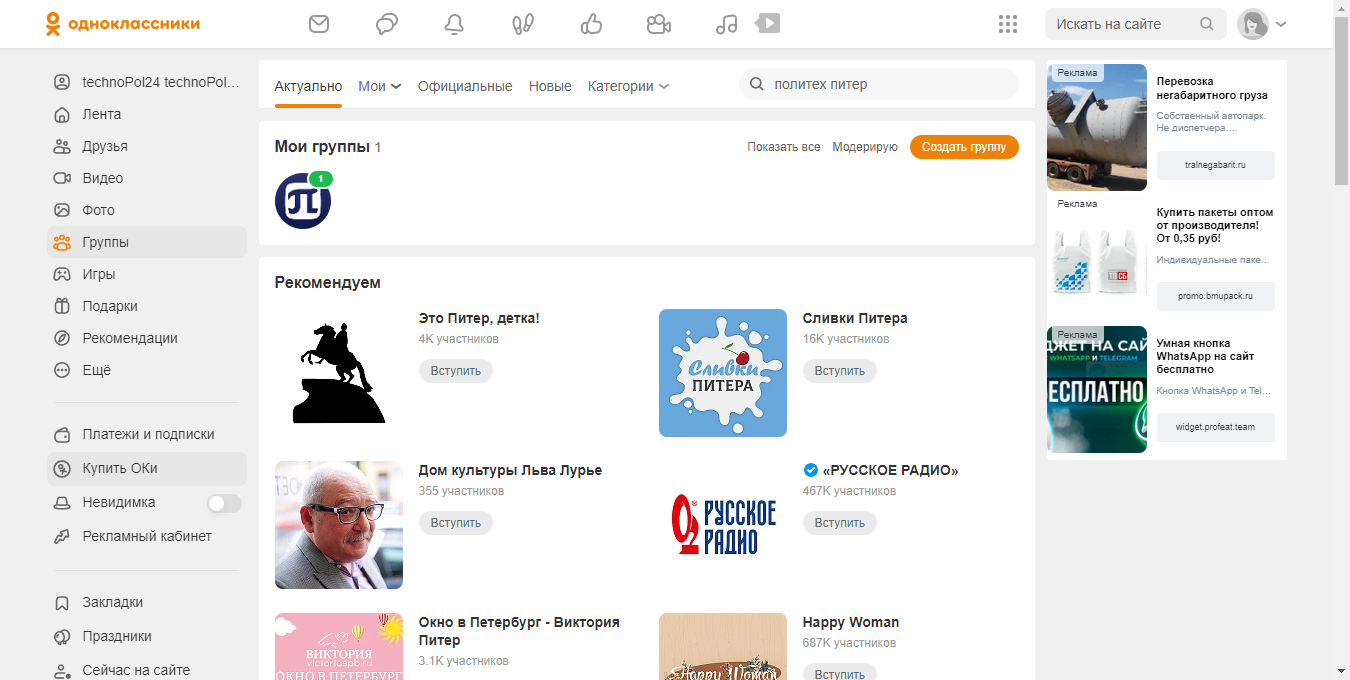 одноклассники
Искать на сайте
technoPol24 technoPol…
Лента
Друзья
Видео
Фото
Группы
Игры
Подарки
Рекомендации
Ещё
Платежи и подписки
Купить ОКи
Невидимка
Рекламный кабинет
Закладки
Праздники
Сейчас на сайте
Актуально
Мои
Официальные
Новые
Категории
политех питер
Мои группы 1
Показать все
Модерирую
Создать группу
1
Рекомендуем
Это Питер, детка!
4K участников
Вступить
Сливки
ПИТЕРА
Сливки Питера
16K участников
Вступить
Дом культуры Льва Лурье
355 участников
Вступить
РУССКОЕ
РАДИО
«РУССКОЕ РАДИО»
467K участников
Вступить
ВИКТОРИЯ
victoriaspb.ru
ОКНО В ПЕТЕРБУРГ
Окно в Петербург - Виктория
Питер
3.1K участников
Happy Woman
Happy Woman
687K участников
Вступить
Реклама
Перевозка
негабаритного груза
Собственный автопарк.
Не диспетчера.…
tralnegabarit.ru
Реклама
Купить пакеты оптом
от производителя!
От 0,35 руб!
Индивидуальные паке…
promo.bmupack.ru
Реклама
ДЖЕТ НА САЙ
WHATSAPP И TELEGRAM
БЕСПЛАТНО
Умная кнопка
WhatsApp на сайт
бесплатно
Кнопка WhatsApp и Tel…
widget.profeat.team